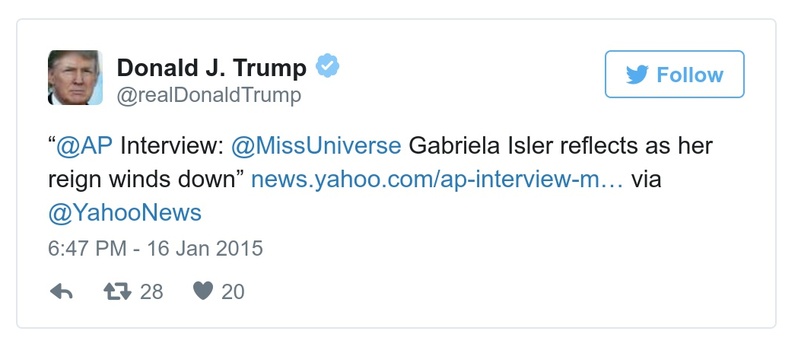 Donald J. Trump
@realDonaldTrump
Follow
“@AP Interview: @MissUniverse Gabriela Isler reflects as her
reign winds down” news.yahoo.com/ap-interview-m… via
@YahooNews
6:47 PM - 16 Jan 2015
28
20